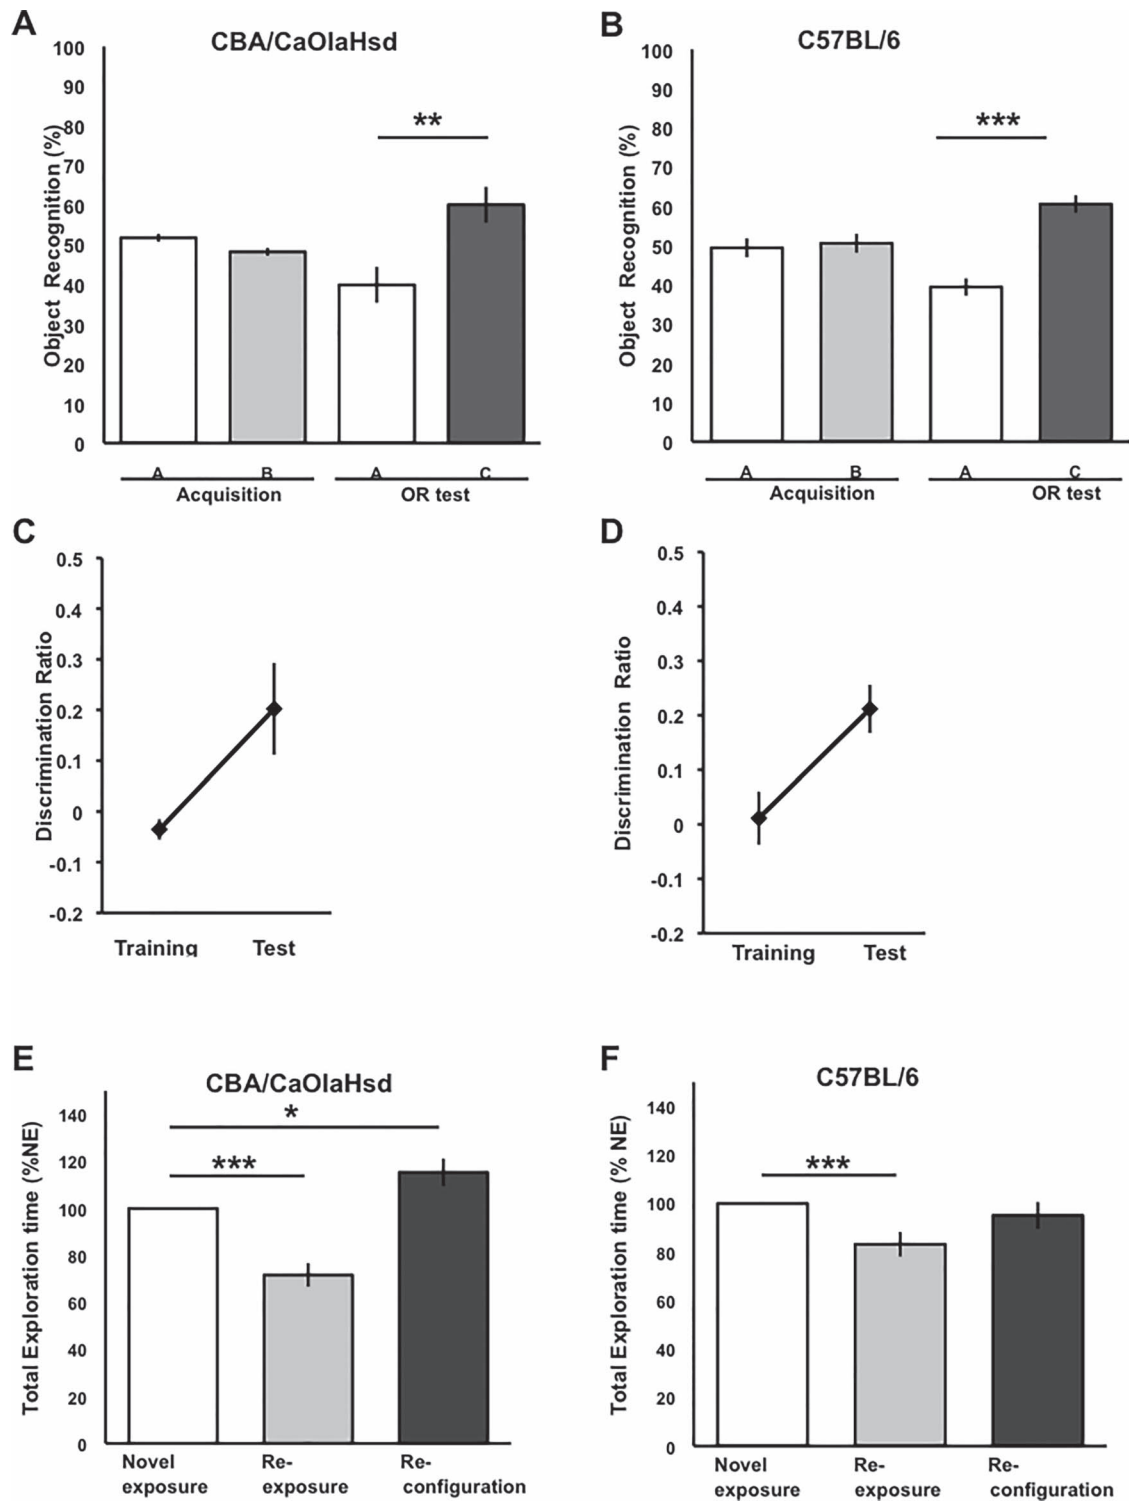 A
CBA/CaOlaHsd
Object Recognition (%)
100
90
80
70
60
50
40
30
20
10
0
**
A B A C
Acquisition OR test
B
C57BL/6
Object Recognition (%)
100
90
80
70
60
50
40
30
20
10
0
***
A B A C
Acquisition OR test
C
Discrimination Ratio
0.5
0.4
0.3
0.2
0.1
0
-0.1
-0.2
Training Test
D
Discrimination Ratio
0.5
0.4
0.3
0.2
0.1
0
-0.1
-0.2
Training Test
E
CBA/CaOlaHsd
Total Exploration time (%NE)
140
120
100
80
60
40
20
0
*
***
Novel Re- Re-
exposure exposure configuration
F
C57BL/6
Total Exploration time (% NE)
140
120
100
80
60
40
20
0
***
Novel Re- Re-
exposure exposure configuration